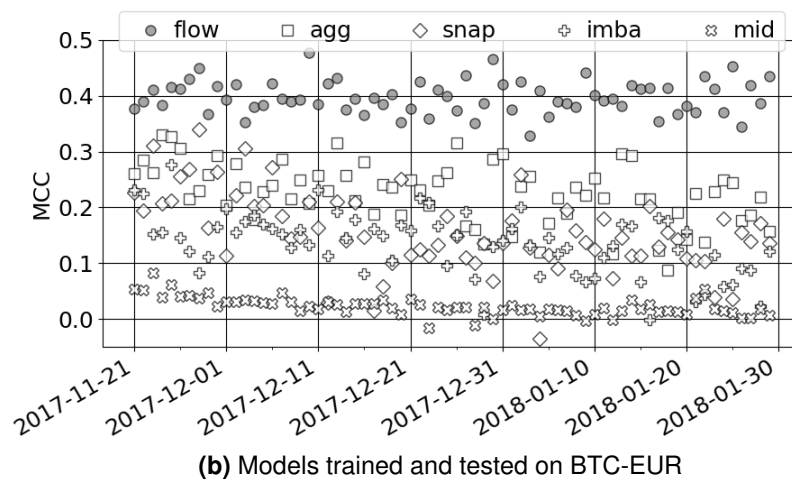 flow agg snap imba mid
0.5
0.4
0.3
0.2
0.1
0.0
MCC
2017-11-21 2017-12-01 2017-12-11 2017-12-21 2017-12-31 2018-01-10 2018-01-20 2018-01-30
(b) Models trained and tested on BTC-EUR